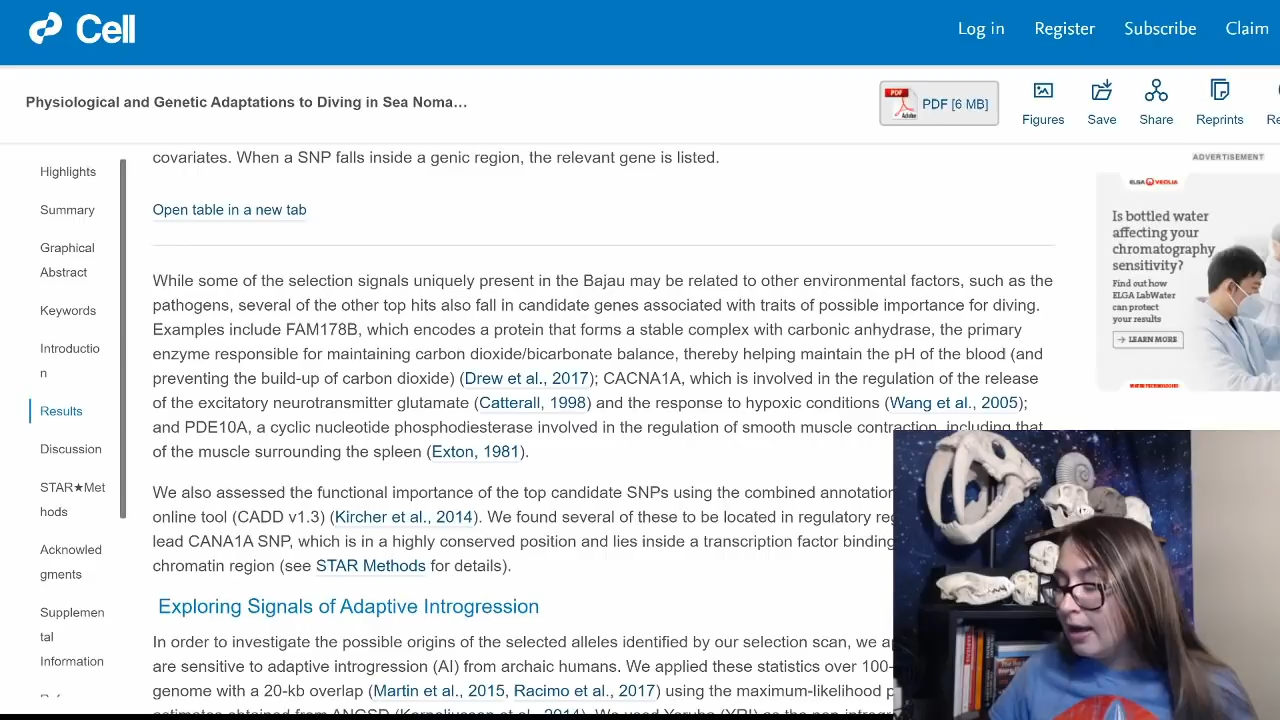 Cell
Log in
Register
Subscribe
Claim
Physiological and Genetic Adaptations to Diving in Sea Noma...
PDF [6 MB]
Figures
Save
Share
Reprints
Highlights
Summary
Graphical
Abstract
Keywords
Introductio
n
Results
Discussion
STAR★Met
hods
Acknowled
gments
Supplemen
tal
Information
covariates. When a SNP falls inside a genic region, the relevant gene is listed.
Open table in a new tab
While some of the selection signals uniquely present in the Bajau may be related to other environmental factors, such as the
pathogens, several of the other top hits also fall in candidate genes associated with traits of possible importance for diving.
Examples include FAM178B, which encodes a protein that forms a stable complex with carbonic anhydrase, the primary
enzyme responsible for maintaining carbon dioxide/bicarbonate balance, thereby helping maintain the pH of the blood (and
preventing the build-up of carbon dioxide) (Drew et al., 2017); CACNA1A, which is involved in the regulation of the release
of the excitatory neurotransmitter glutamate (Catterall, 1998) and the response to hypoxic conditions (Wang et al., 2005);
and PDE10A, a cyclic nucleotide phosphodiesterase involved in the regulation of smooth muscle contraction, including that
of the muscle surrounding the spleen (Exton, 1981).
We also assessed the functional importance of the top candidate SNPs using the combined annotation
online tool (CADD v1.3) (Kircher et al., 2014). We found several of these to be located in regulatory reg
lead CANA1A SNP, which is in a highly conserved position and lies inside a transcription factor binding
chromatin region (see STAR Methods for details).
Exploring Signals of Adaptive Introgression
In order to investigate the possible origins of the selected alleles identified by our selection scan, we a
are sensitive to adaptive introgression (AI) from archaic humans. We applied these statistics over 100-
genome with a 20-kb overlap (Martin et al., 2015, Racimo et al., 2017) using the maximum-likelihood p
ADVERTISEMENT
ELGA VEOLIA
Is bottled water
affecting your
chromatography
sensitivity?
Find out how
ELGA LabWater
can protect
your results
→ LEARN MORE